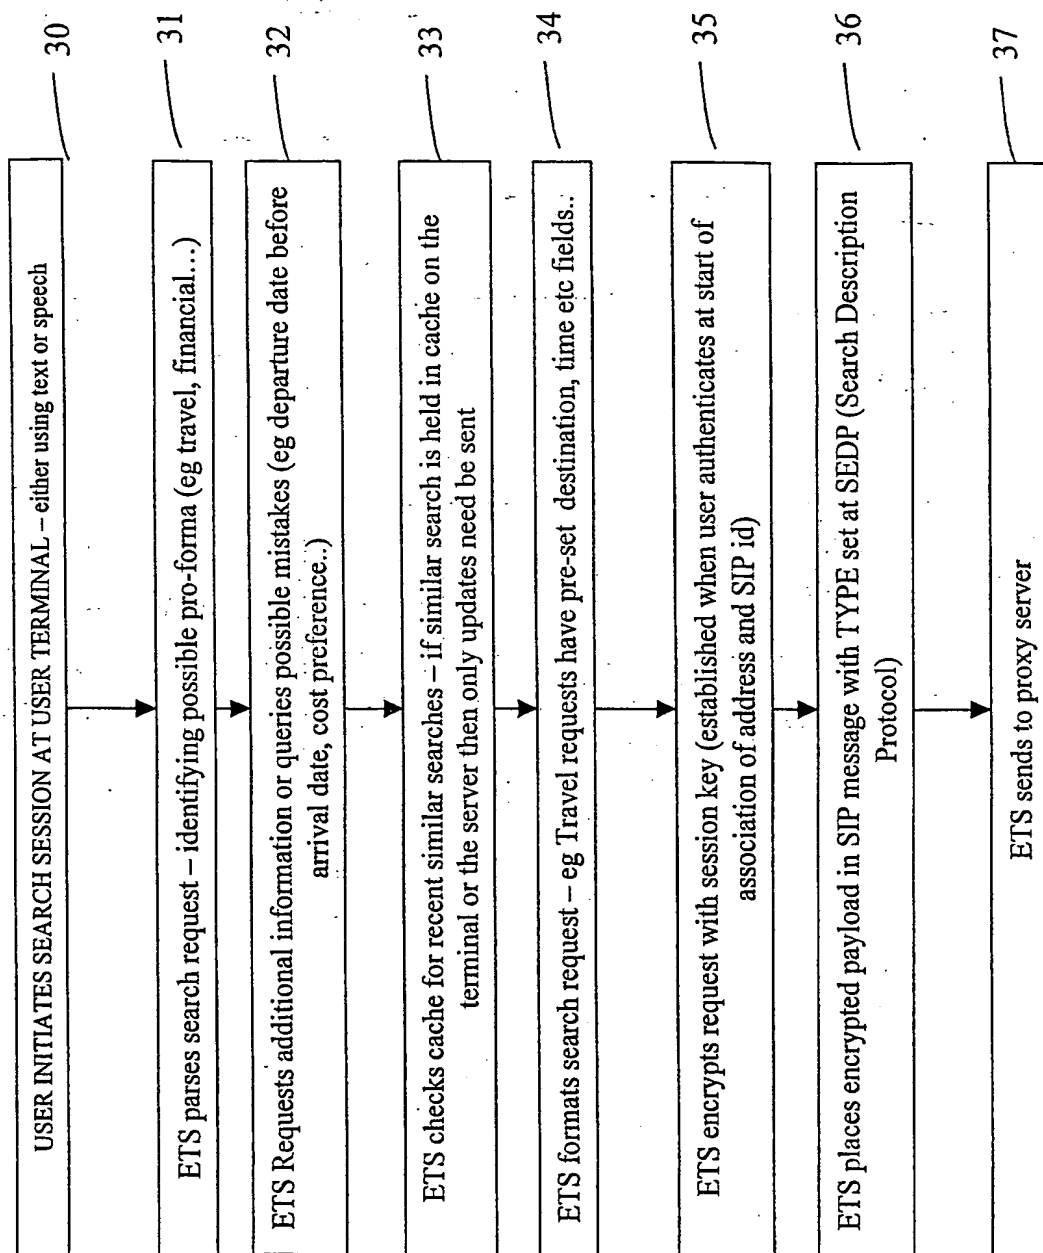 30
USER INITIATES SEARCH SESSION AT USER TERMINAL – either using text or speech
31
ETS parses search request – identifying possible pro-forma (eg travel, financial...)
32
ETS Requests additional information or queries possible mistakes (eg departure date before
arrival date, cost preference..)
33
ETS checks cache for recent similar searches – if similar search is held in cache on the
terminal or the server then only updates need be sent
34
ETS formats search request – eg Travel requests have pre-set destination, time etc fields..
35
ETS encrypts request with session key (established when user authenticates at start of
association of address and SIP id)
36
ETS places encrypted payload in SIP message with TYPE set at SEDP (Search Description
Protocol)
37
ETS sends to proxy server